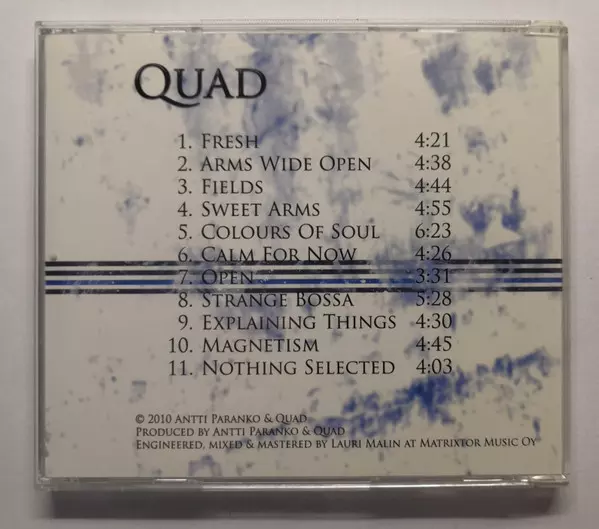 QUAD
1. FRESH 4:21
2. ARMS WIDE OPEN 4:38
3. FIELDS 4:44
4. SWEET ARMS 4:55
5. COLOURS OF SOUL 6:23
6. CALM FOR NOW 4:26
7. OPEN 3:31
8. STRANGE BOSSA 5:28
9. EXPLAINING THINGS 4:30
10. MAGNETISM 4:45
11. NOTHING SELECTED 4:03
© 2010 ANTTI PARANKO & QUAD
PRODUCED BY ANTTI PARANKO & QUAD
ENGINEERED, MIXED & MASTERED BY LAURI MALIN AT MATRIXTOR MUSIC OY